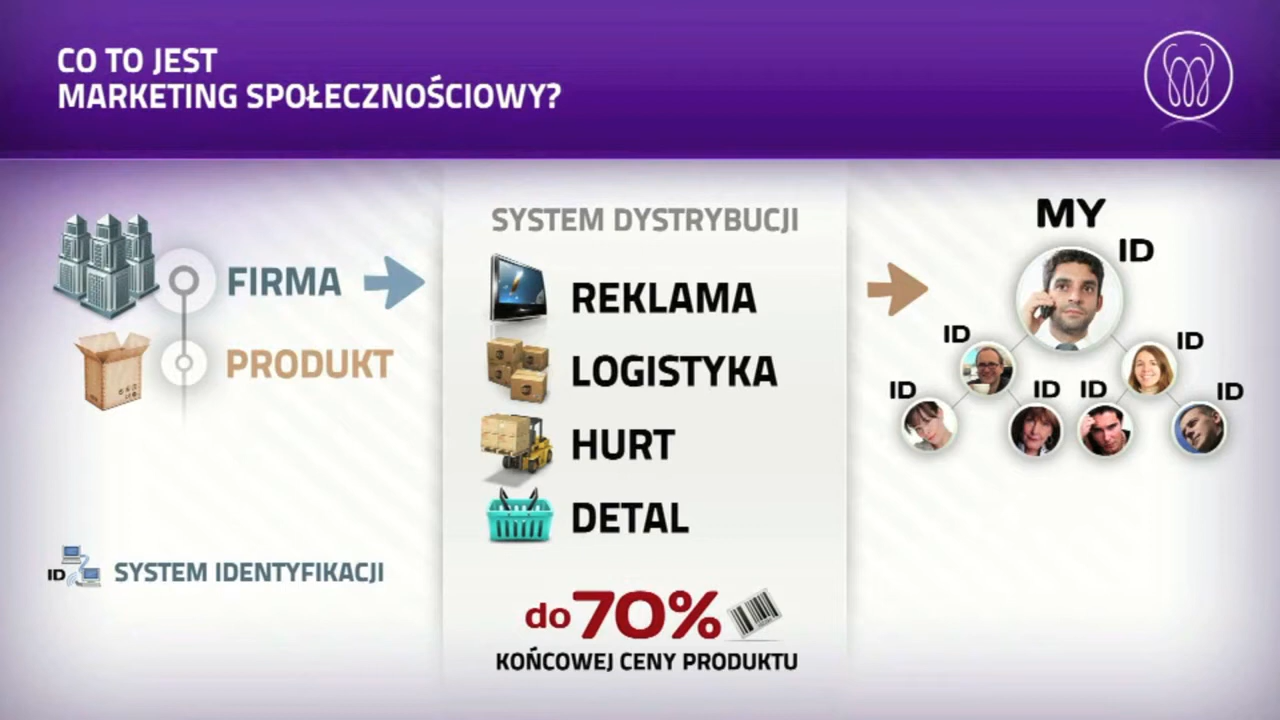 CO TO JEST
MARKETING SPOŁECZNOŚCIOWY?
FIRMA
PRODUKT
ID
SYSTEM IDENTYFIKACJI
SYSTEM DYSTRYBUCJI
REKLAMA
LOGISTYKA
HURT
DETAL
do 70%
KOŃCOWEJ CENY PRODUKTU
MY
ID
ID
ID
ID
ID
ID
ID